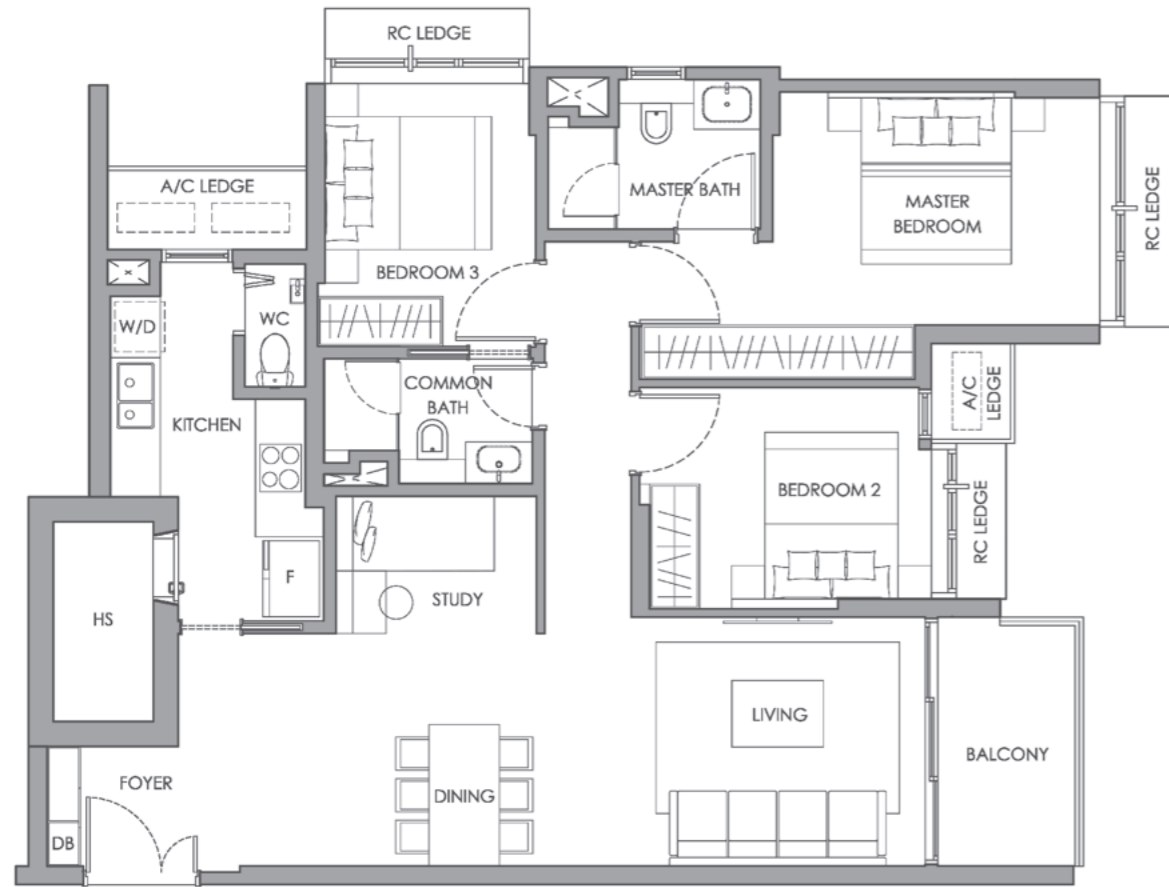 RC LEDGE
A/C LEDGE
MASTER BATH
MASTER
BEDROOM
RC LEDGE
BEDROOM 3
W/D
WC
COMMON
BATH
A/C
LEDGE
KITCHEN
BEDROOM 2
RC LEDGE
F
STUDY
HS
LIVING
BALCONY
FOYER
DINING
DB